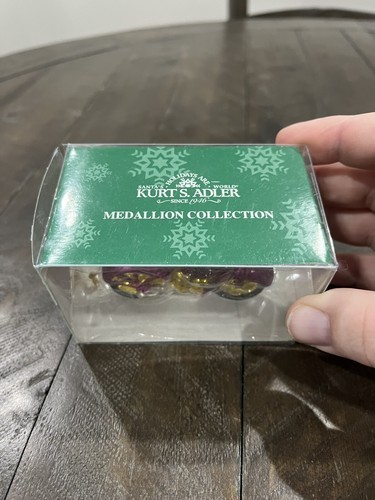 HOLIDAYS ARE
SANTA'S WORLD
KURT S. ADLER
SINCE 1946
MEDALLION COLLECTION